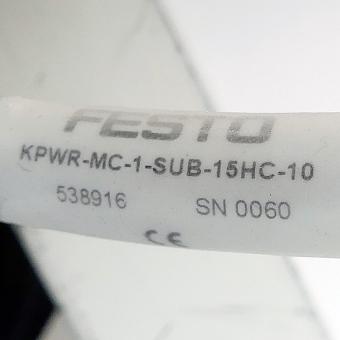 FESTO
KPWR-MC-1-SUB-15HC-10
538916 SN 0060
CE